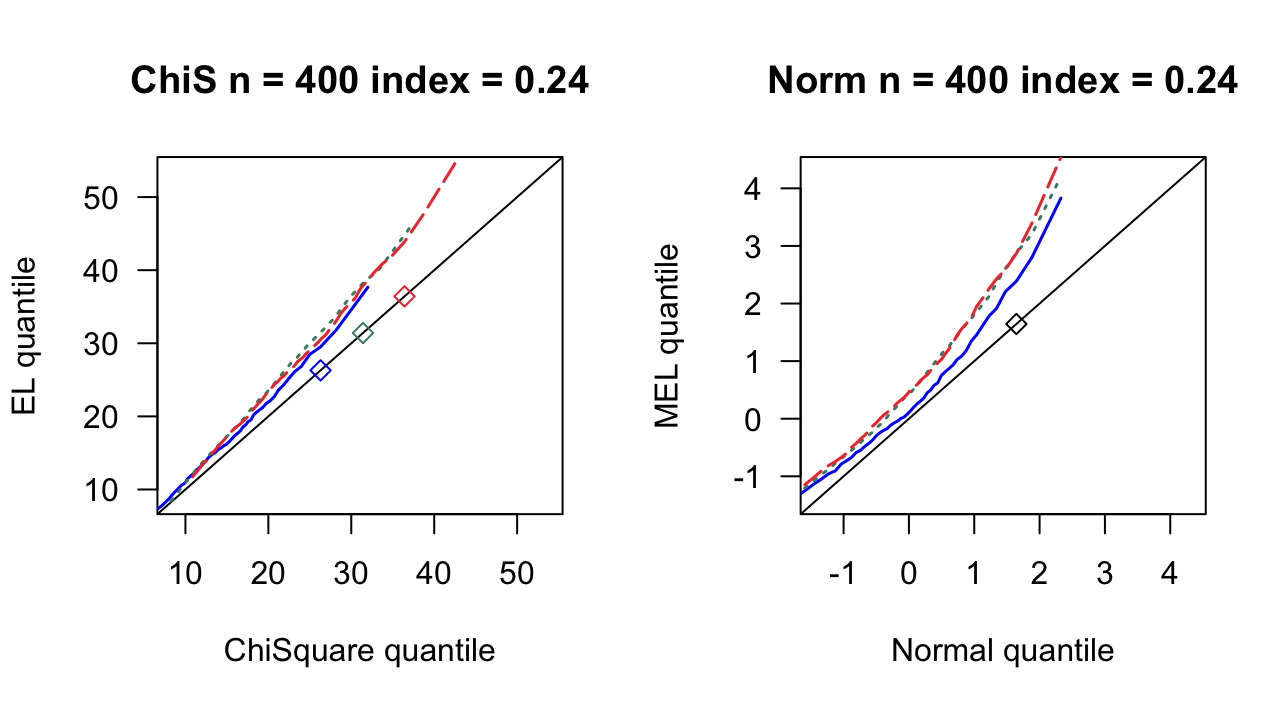 ChiS n = 400 index = 0.24
EL quantile
50
40
30
20
10
10 20 30 40 50
ChiSquare quantile
Norm n = 400 index = 0.24
MEL quantile
4
3
2
1
0
-1
-1 0 1 2 3 4
Normal quantile